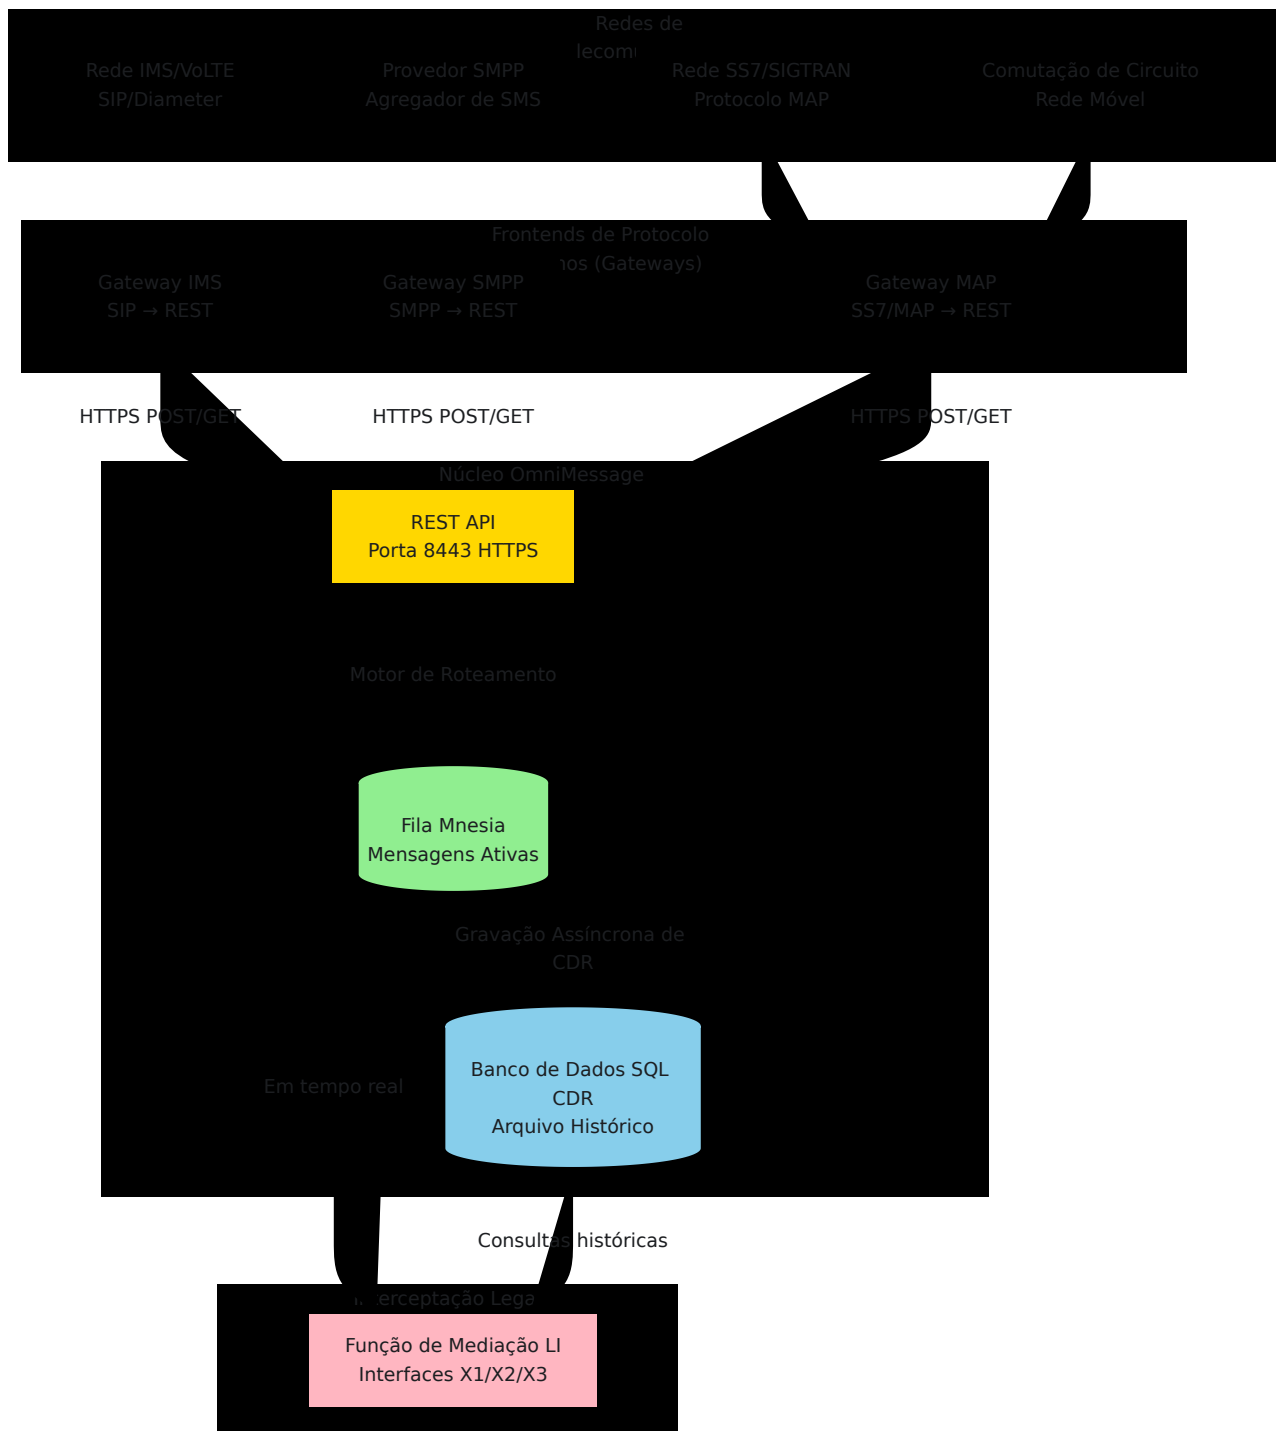 Redes de
Rede IMS/VoLTE
SIP/Diameter
Provedor SMPP
Agregador de SMS
Rede SS7/SIGTRAN
Protocolo MAP
Comutação de Circuito
Rede Móvel
Frontends de Protocolo
(Gateways)
Gateway IMS
SIP → REST
Gateway SMPP
SMPP → REST
Gateway MAP
SS7/MAP → REST
HTTPS POST/GET
HTTPS POST/GET
HTTPS POST/GET
Núcleo OmniMessage
REST API
Porta 8443 HTTPS
Motor de Roteamento
Fila Mnesia
Mensagens Ativas
Gravação Assíncrona de
CDR
Em tempo real
Banco de Dados SQL
CDR
Arquivo Histórico
Consultas históricas
Função de Mediação LI
Interfaces X1/X2/X3